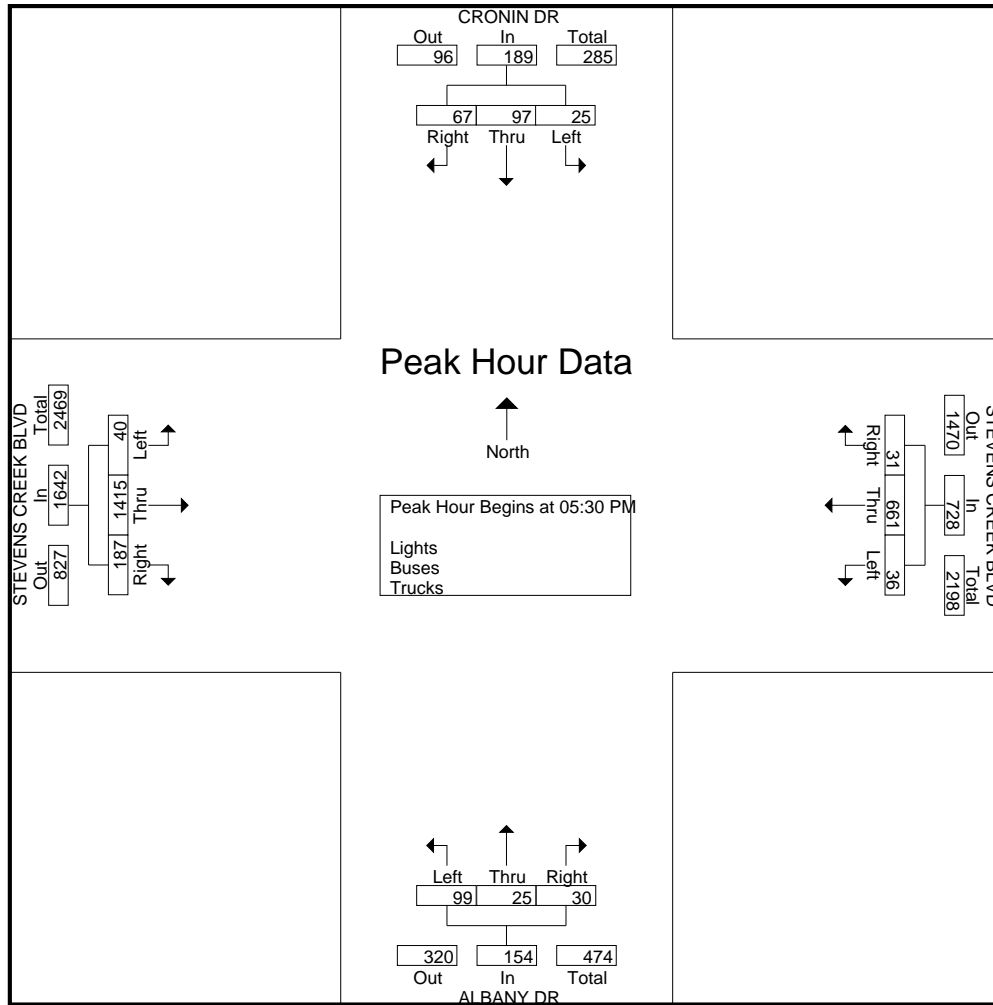 CRONIN DR
Out In Total
96 189 285
67 97 25
Right Thru Left
Peak Hour Data
North
Peak Hour Begins at 05:30 PM
Lights
Buses
Trucks
STEVENS CREEK BLVD
Out In Total
827 1642 2469
40 1415 187
Left Thru Right
STEVENS CREEK BLVD
Out In Total
1470 728 2198
31 661 36
Right Thru Left
Left Thru Right
99 25 30
320 154 474
Out In Total
ALBANY DR